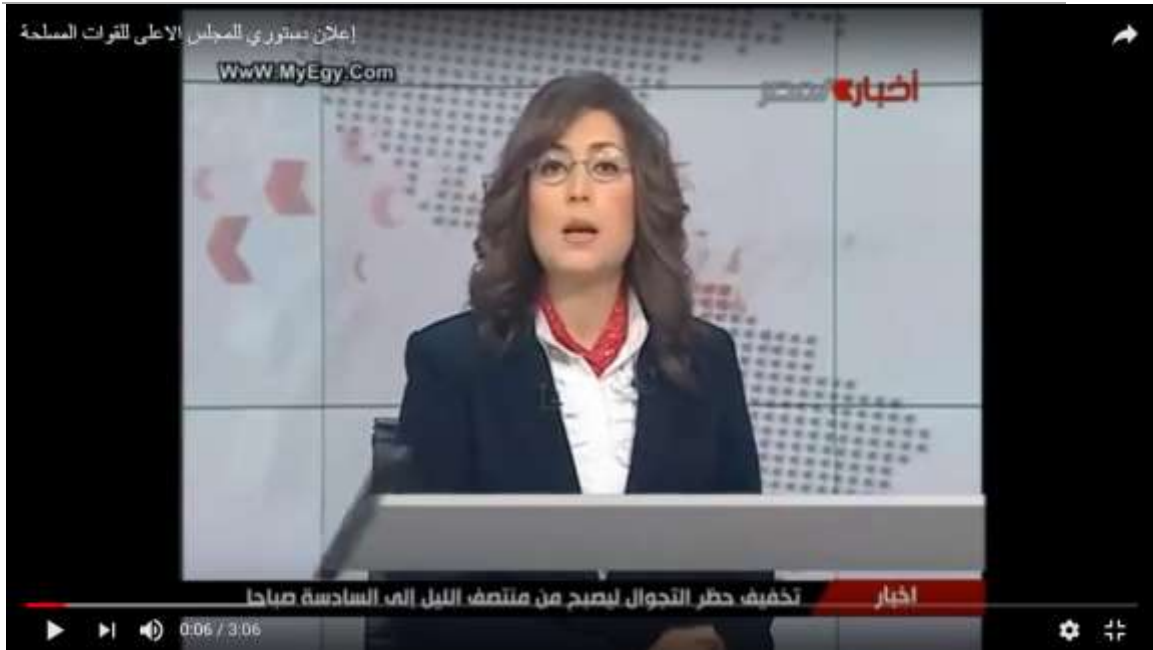 إعلان دستوري للمجلس الاعلى للقوات المسلحة
WwW.MyEgy.Com
أخبار مصر
اخبار
تخفيف حظر التجوال ليصبح من منتصف الليل إلى السادسة صباحا
0:06 / 3:06